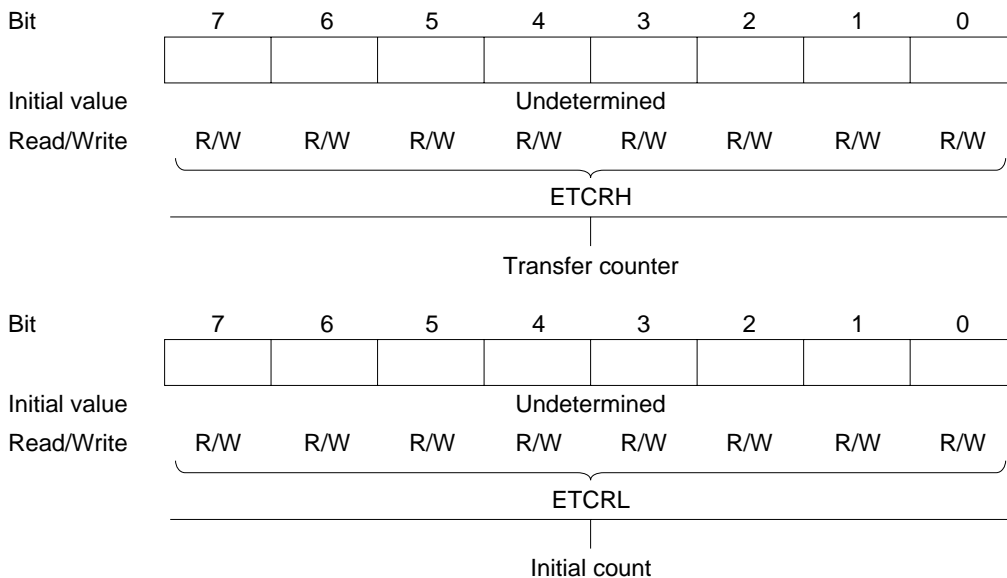 Bit 7 6 5 4 3 2 1 0
Initial value Undetermined
Read/Write R/W R/W R/W R/W R/W R/W R/W R/W
ETCRH
Transfer counter
Bit 7 6 5 4 3 2 1 0
Initial value Undetermined
Read/Write R/W R/W R/W R/W R/W R/W R/W R/W
ETCRL
Initial count